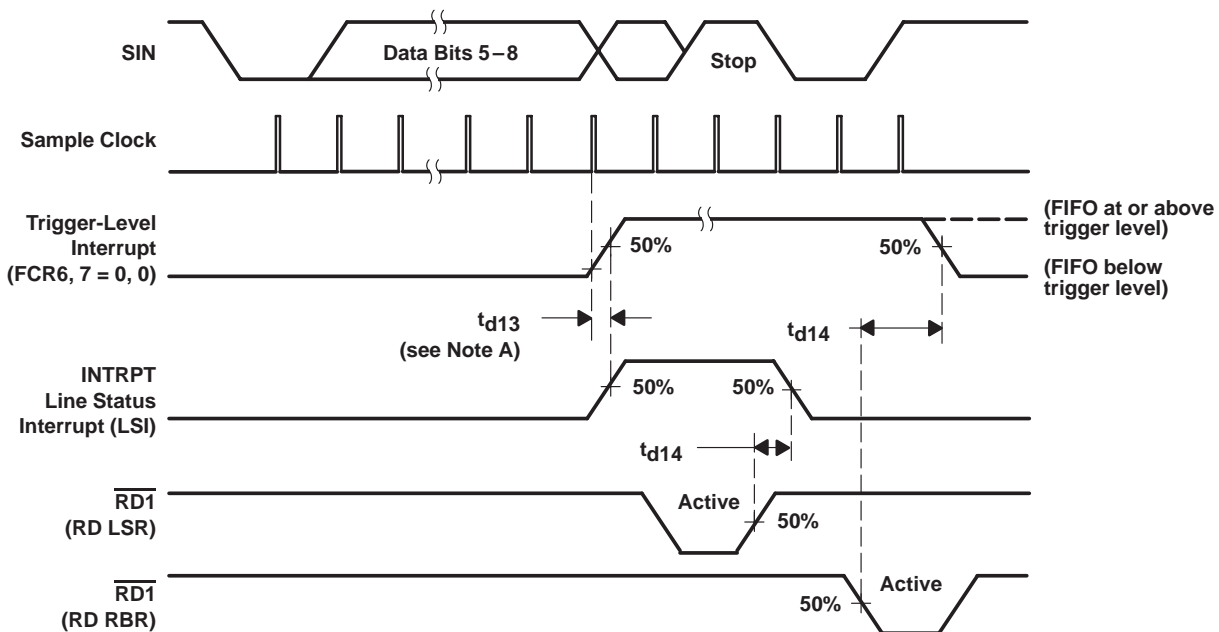 SIN
Data Bits 5–8
Stop
Sample Clock
Trigger-Level
Interrupt
(FCR6, 7 = 0, 0)
50%
50%
(FIFO at or above
trigger level)
(FIFO below
trigger level)
td13
(see Note A)
td14
INTRPT
Line Status
Interrupt (LSI)
50%
50%
td14
RD1
(RD LSR)
Active
50%
RD1
(RD RBR)
50%
Active